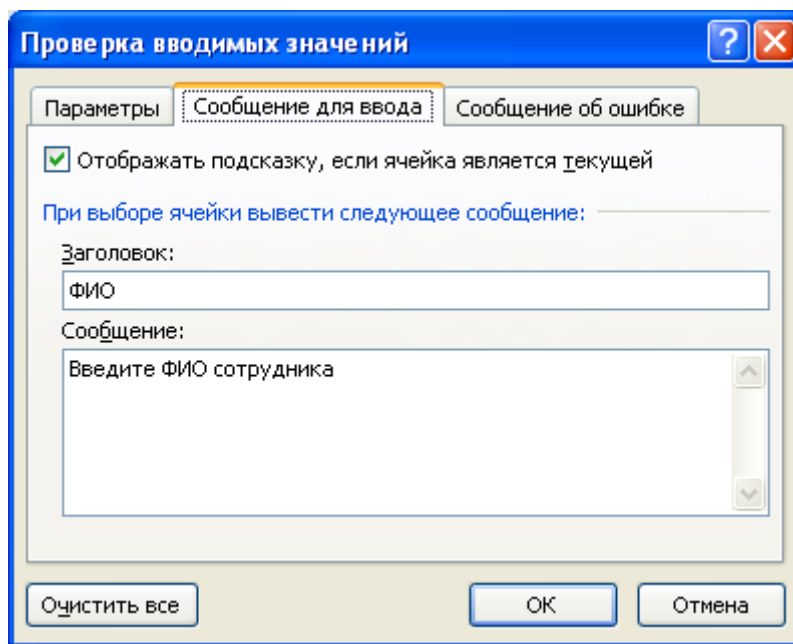 Проверка вводимых значений
Параметры Сообщение для ввода Сообщение об ошибке
Отображать подсказку, если ячейка является текущей
При выборе ячейки вывести следующее сообщение:
Заголовок:
ФИО
Сообщение:
Введите ФИО сотрудника
Очистить все ОК Отмена